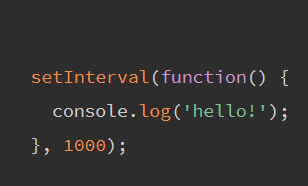 setInterval(function() {
  console.log('hello!');
}, 1000);